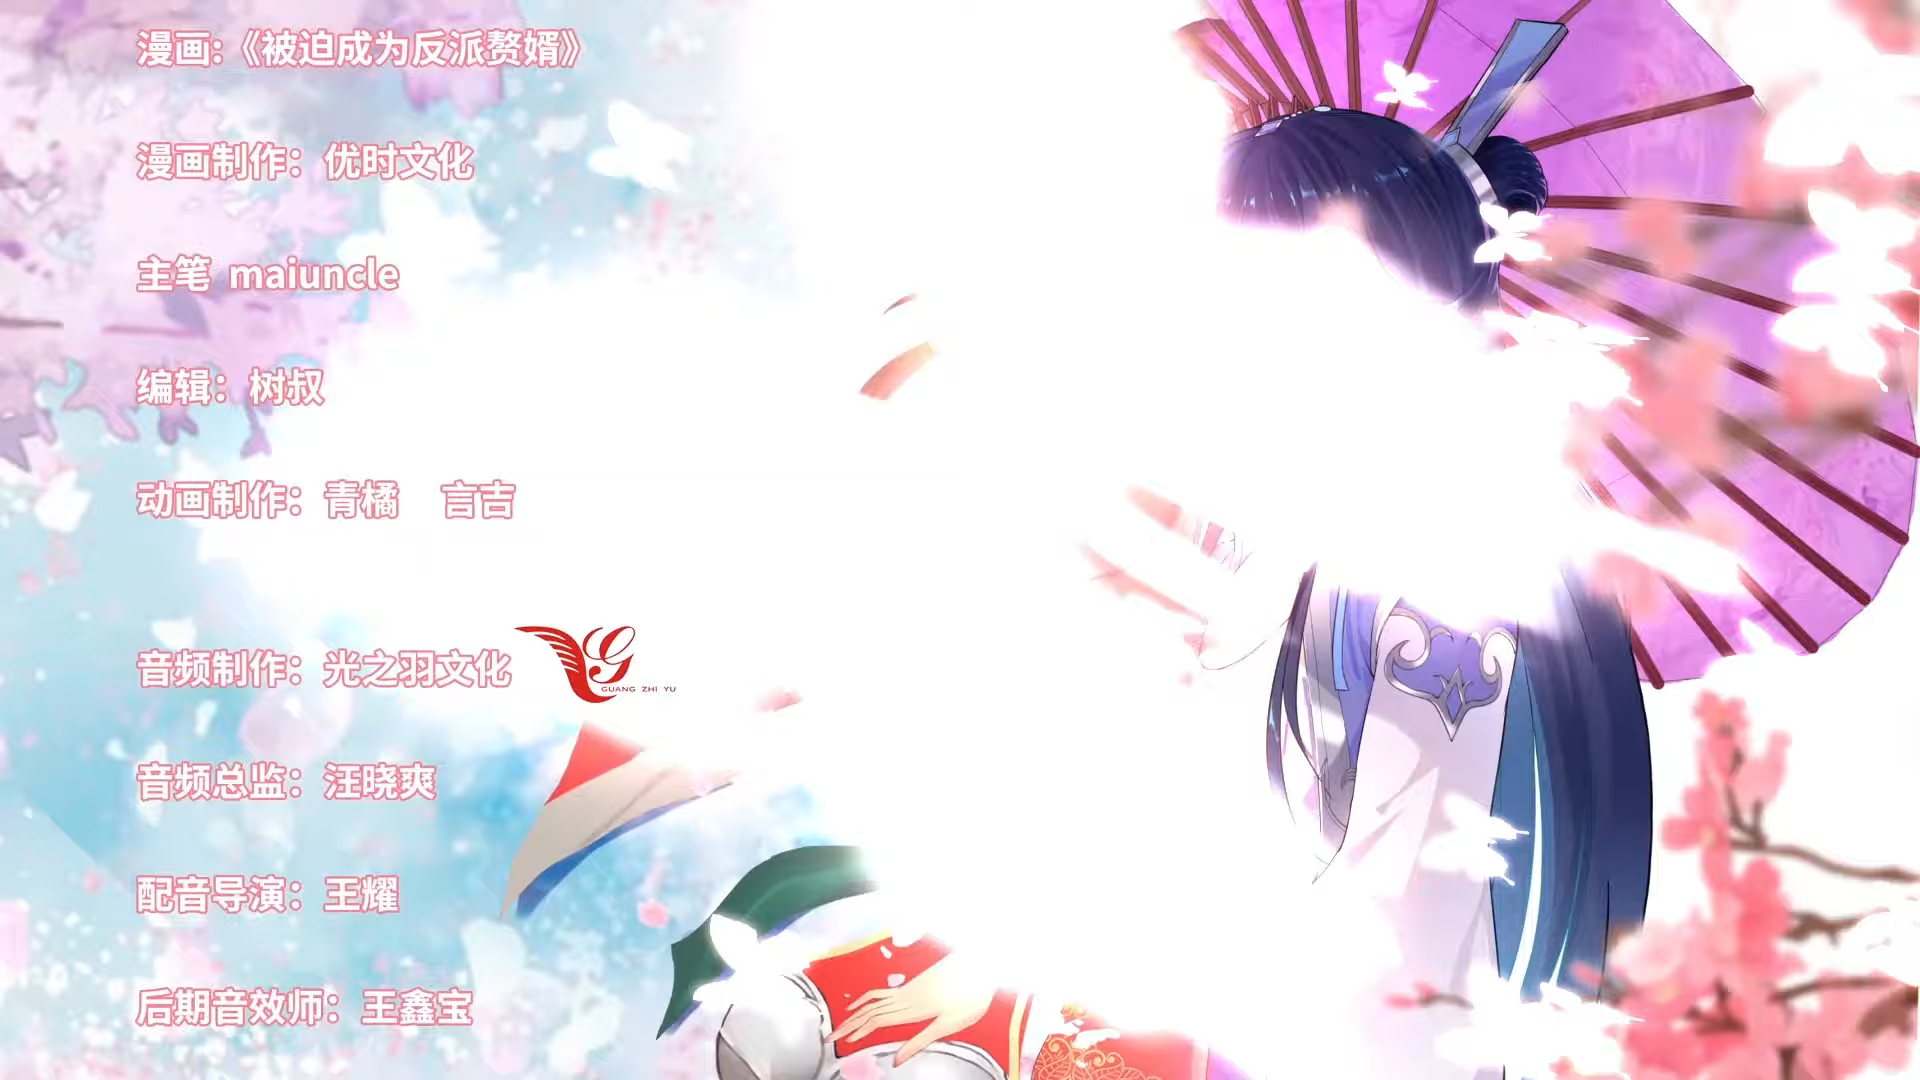 漫画:《被迫成为反派赘婿》
漫画制作：优时文化
主笔 maiuncle
编辑：树叔
动画制作：青橘 言吉
音频制作：光之羽文化
GUANG ZHI YU
音频总监：汪晓爽
配音导演：王耀
后期音效师：王鑫宝